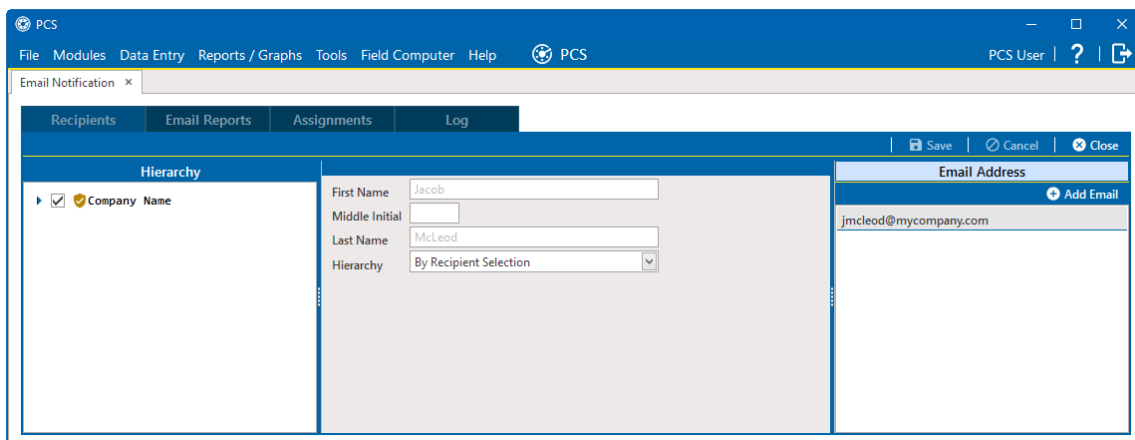 PCS
File Modules Data Entry Reports / Graphs Tools Field Computer Help PCS PCS User | ? |
Email Notification ×
Recipients Email Reports Assignments Log
Save | Cancel | Close
Hierarchy
Company Name
First Name Jacob
Middle Initial
Last Name McLeod
Hierarchy By Recipient Selection
Email Address
Add Email
jmcleod@mycompany.com